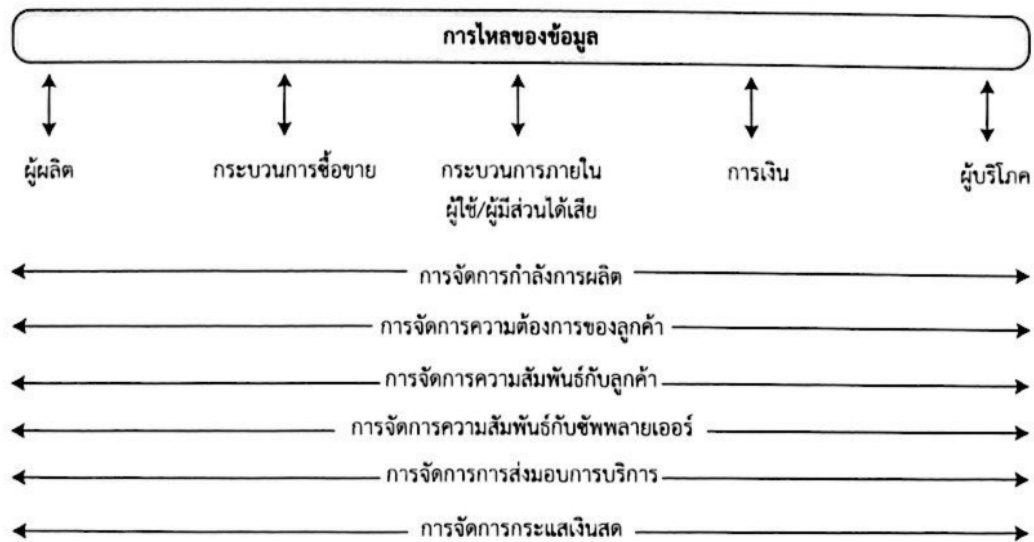 การไหลของข้อมูล
ผู้ผลิต
กระบวนการซื้อขาย
กระบวนการภายใน
ผู้ใช้/ผู้มีส่วนได้เสีย
การเงิน
ผู้บริโภค
การจัดการกำลังการผลิต
การจัดการความต้องการของลูกค้า
การจัดการความสัมพันธ์กับลูกค้า
การจัดการความสัมพันธ์กับซัพพลายเออร์
การจัดการการส่งมอบการบริการ
การจัดการกระแสเงินสด